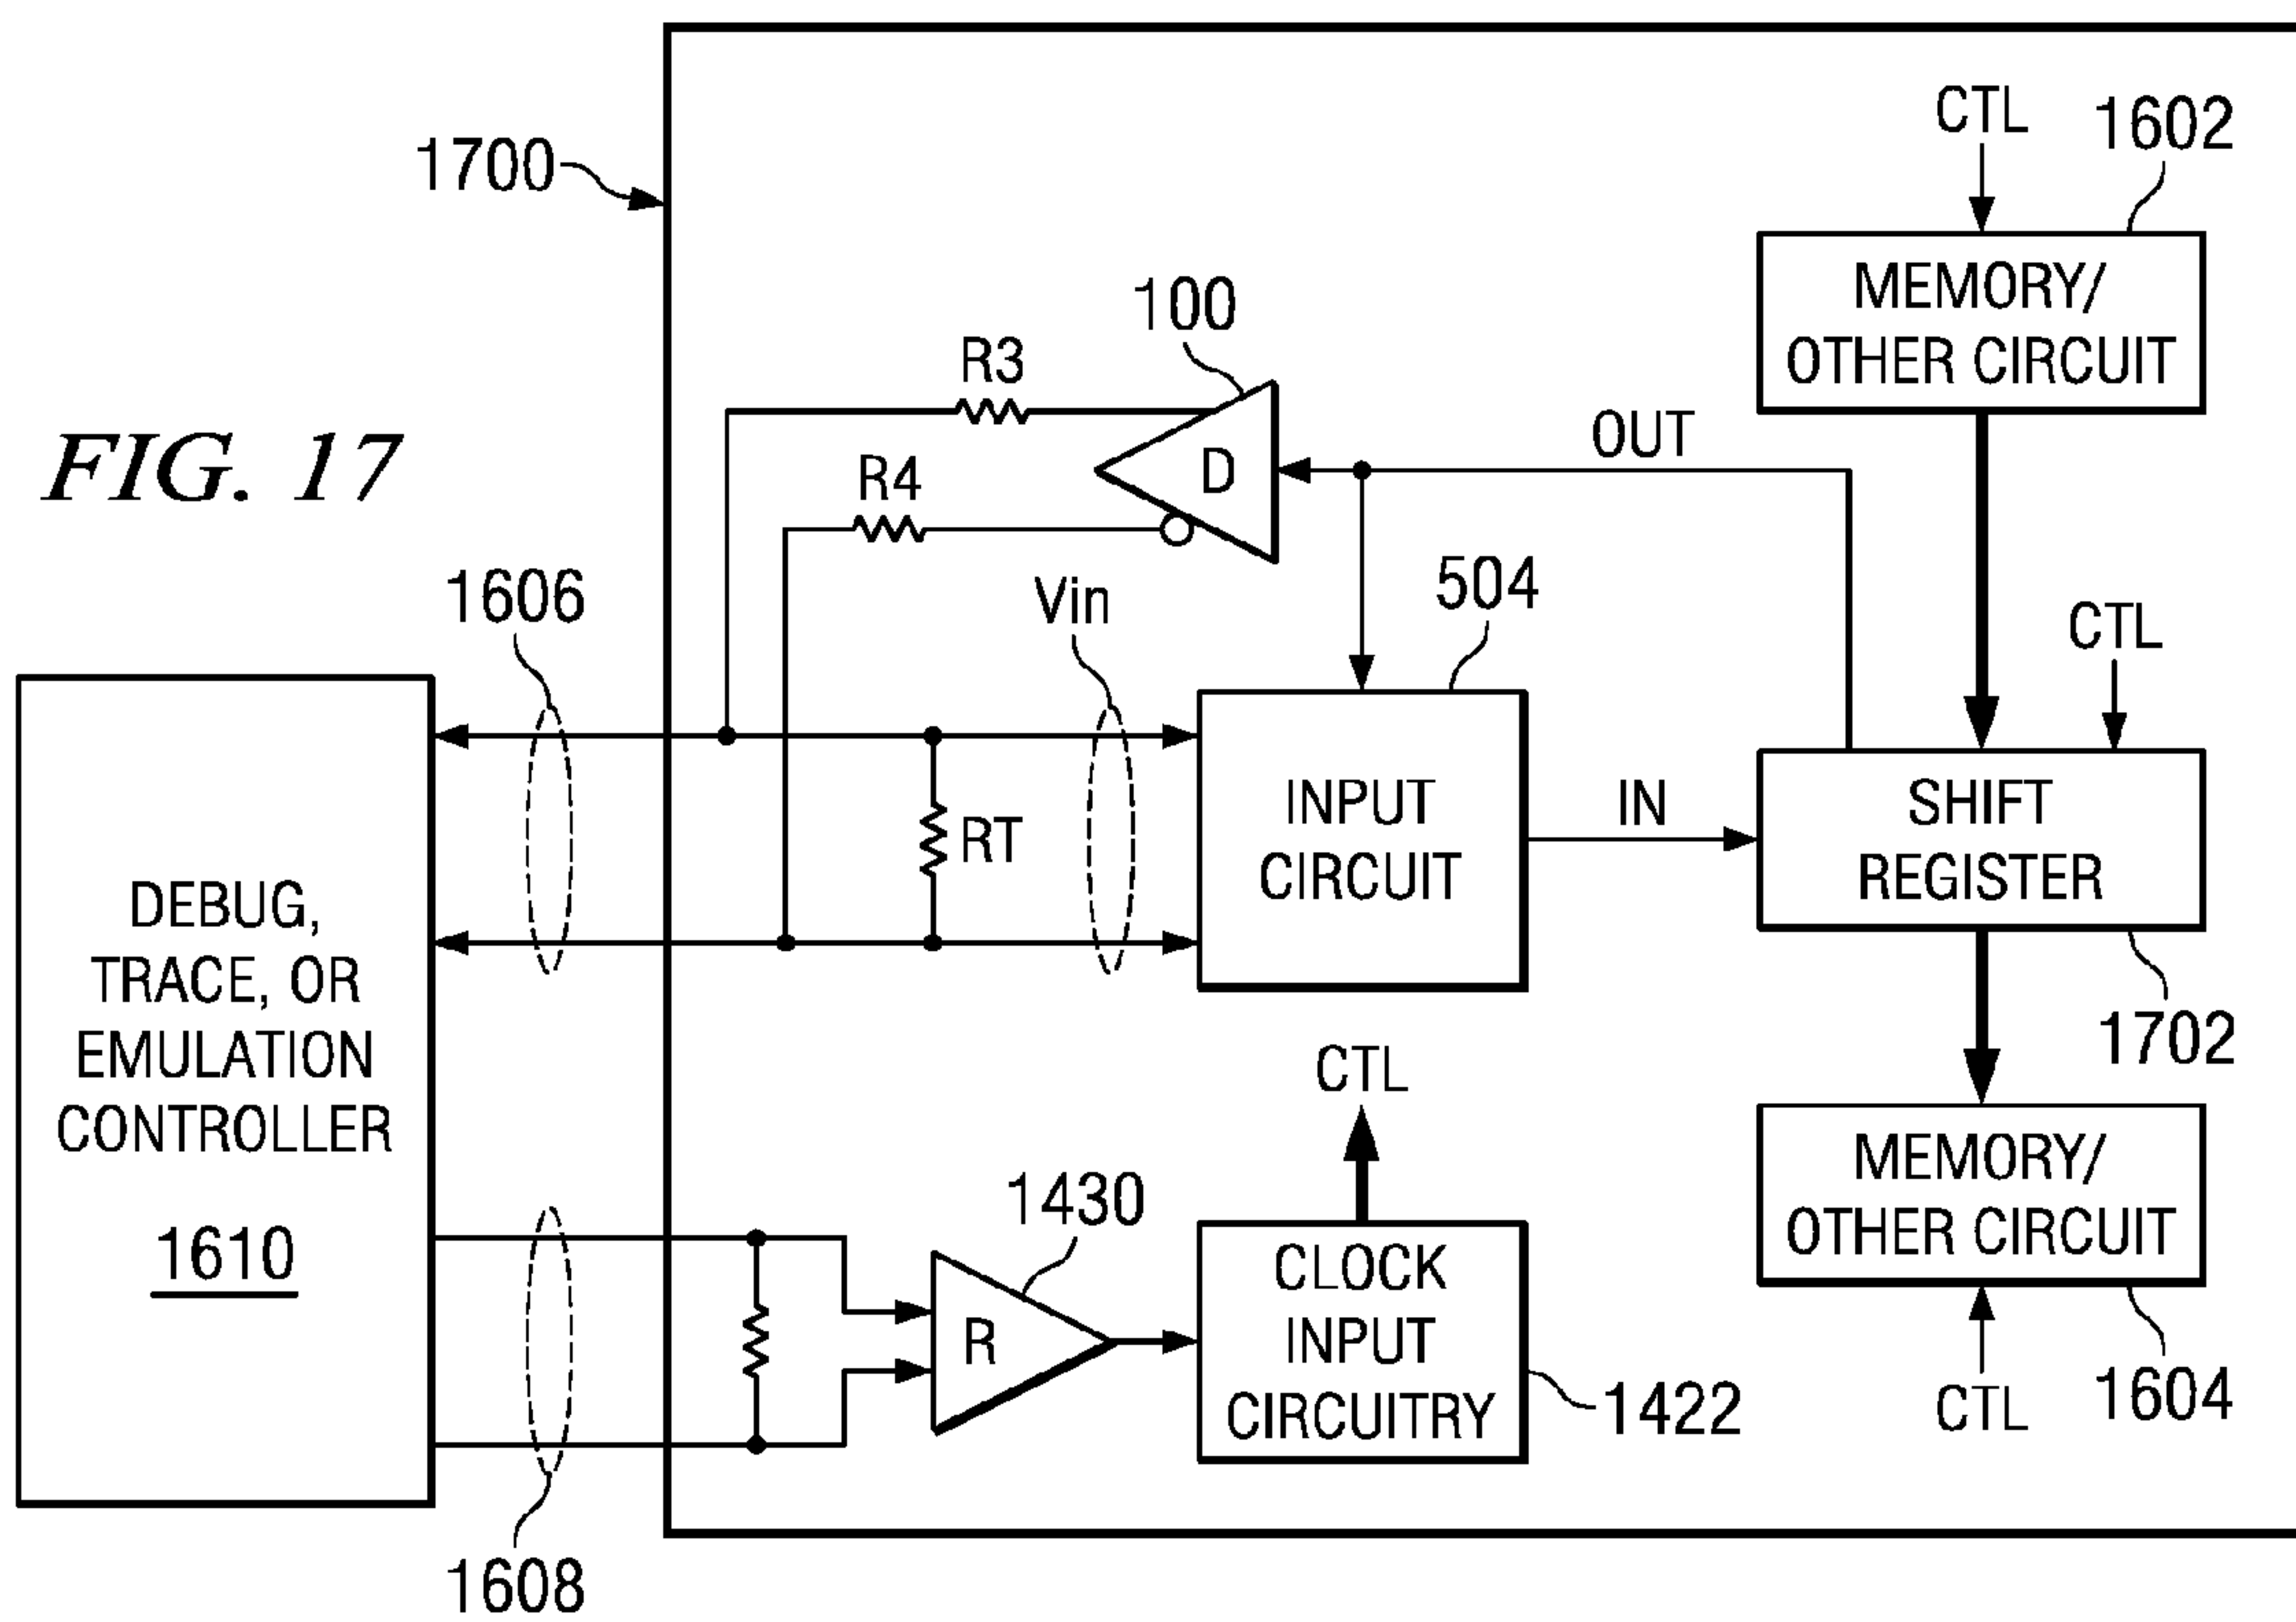 FIG. 17
1700
CTL
1602
MEMORY/
OTHER CIRCUIT
100
R3
D
R4
OUT
1606
Vin
504
CTL
INPUT
CIRCUIT
RT
IN
SHIFT
REGISTER
1702
DEBUG,
TRACE, OR
EMULATION
CONTROLLER
1610
CTL
1430
R
CLOCK
INPUT
CIRCUITRY
1422
MEMORY/
OTHER CIRCUIT
CTL
1604
1608